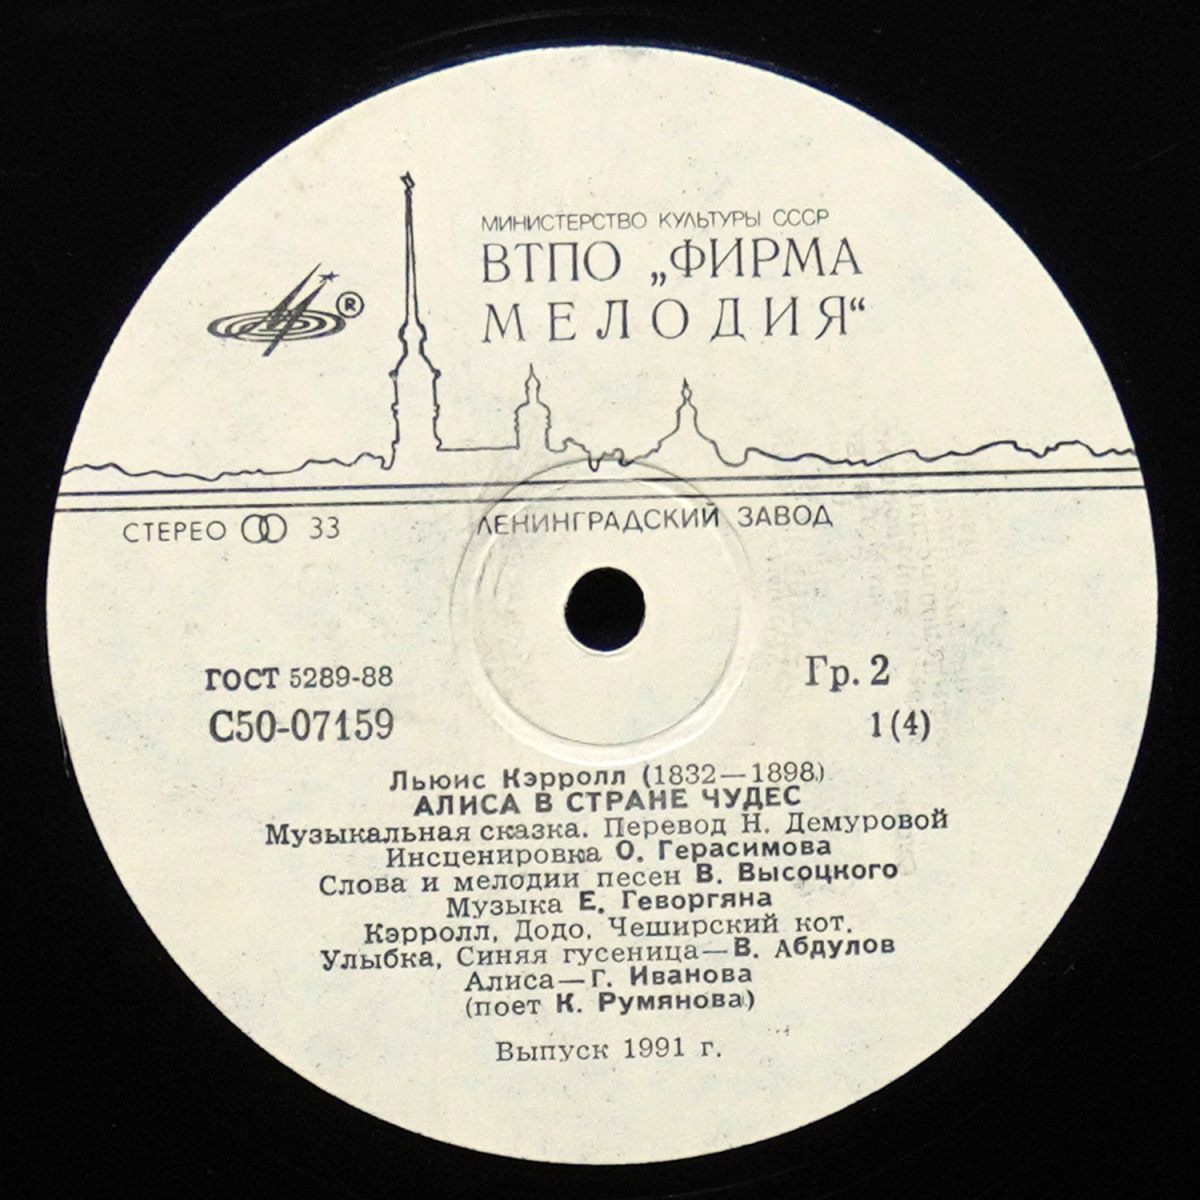 МИНИСТЕРСТВО КУЛЬТУРЫ СССР
ВТПО „ФИРМА
МЕЛОДИЯ“
®
СТЕРЕО 33
ЛЕНИНГРАДСКИЙ ЗАВОД
ГОСТ 5289-88
Гр. 2
С50-07159
1(4)
Льюис Кэрролл (1832—1898)
АЛИСА В СТРАНЕ ЧУДЕС
Музыкальная сказка. Перевод Н. Демуровой
Инсценировка О. Герасимова
Слова и мелодии песен В. Высоцкого
Музыка Е. Геворгяна
Кэрролл, Додо, Чеширский кот.
Улыбка, Синяя гусеница—В. Абдулов
Алиса—Г. Иванова
(поет К. Румянова)
Выпуск 1991 г.